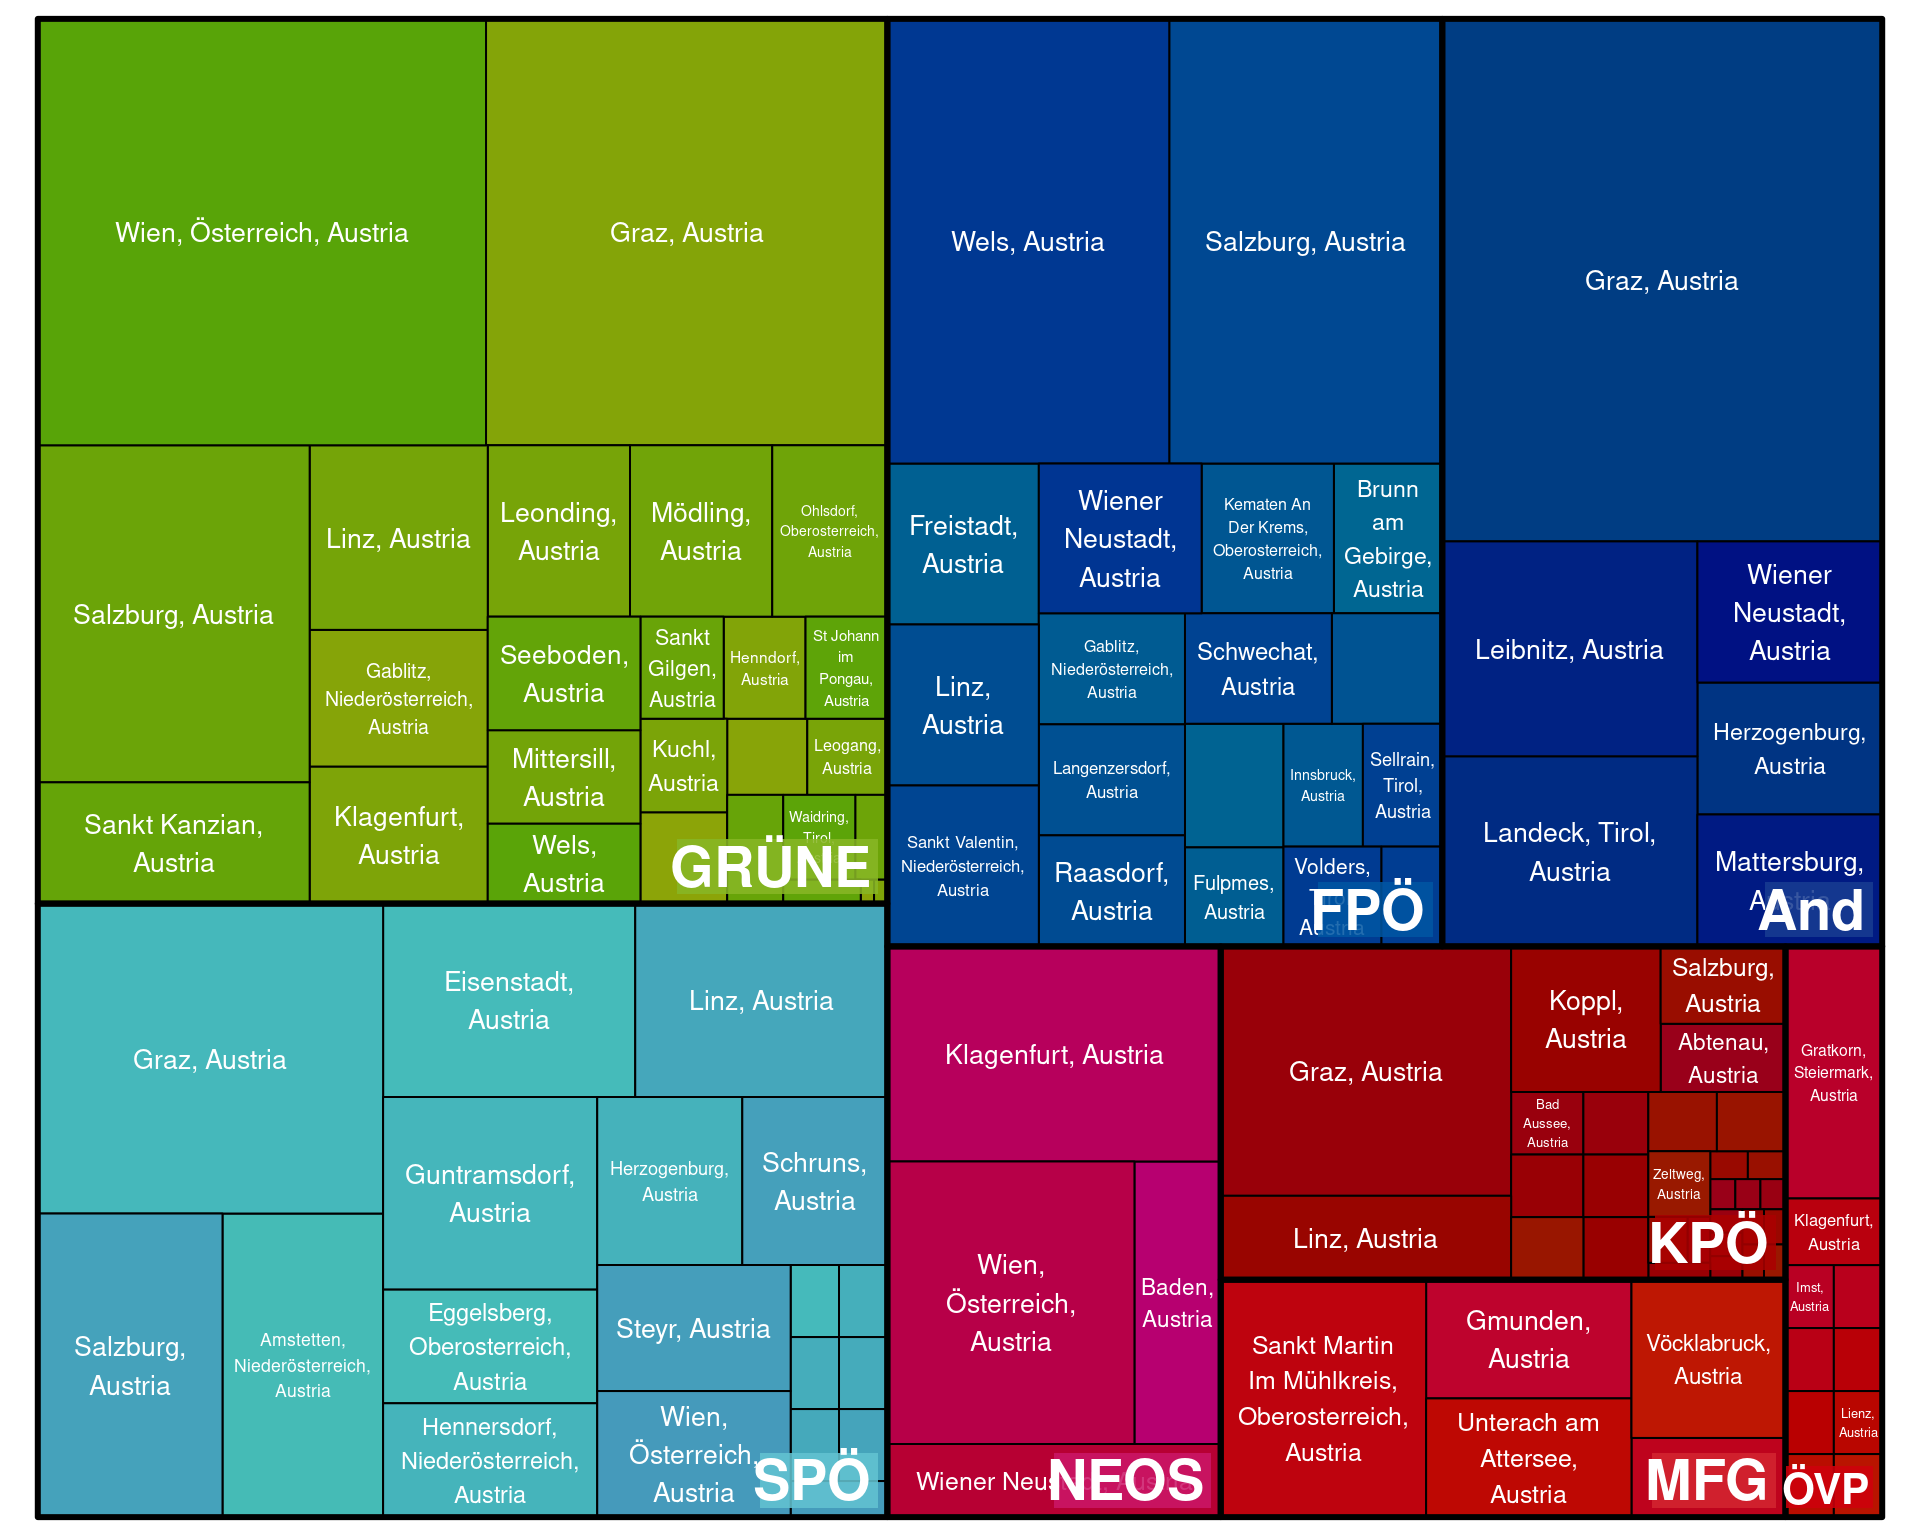 Wien, Österreich, Austria
Graz, Austria
Salzburg, Austria
Linz, Austria
Leonding,
Austria
Mödling,
Austria
Ohlsdorf,
Oberosterreich,
Austria
Gablitz,
Niederösterreich,
Austria
Seeboden,
Austria
Sankt
Gilgen,
Austria
Henndorf,
Austria
St Johann
im
Pongau,
Austria
Mittersill,
Austria
Kuchl,
Austria
Leogang,
Austria
Sankt Kanzian,
Austria
Klagenfurt,
Austria
Wels,
Austria
Waidring,
Tirol,
GRÜNE
Wels, Austria
Salzburg, Austria
Freistadt,
Austria
Wiener
Neustadt,
Austria
Kematen An
Der Krems,
Oberosterreich,
Austria
Brunn
am
Gebirge,
Austria
Linz,
Austria
Gablitz,
Niederösterreich,
Austria
Schwechat,
Austria
Langenzersdorf,
Austria
Innsbruck,
Austria
Sellrain,
Tirol,
Austria
Sankt Valentin,
Niederösterreich,
Austria
Raasdorf,
Austria
Fulpmes,
Austria
Volders,
Austria
FPÖ
Graz, Austria
Leibnitz, Austria
Wiener
Neustadt,
Austria
Herzogenburg,
Austria
Landeck, Tirol,
Austria
Mattersburg,
Austria
And
Graz, Austria
Eisenstadt,
Austria
Linz, Austria
Guntramsdorf,
Austria
Herzogenburg,
Austria
Schruns,
Austria
Salzburg,
Austria
Amstetten,
Niederösterreich,
Austria
Eggelsberg,
Oberosterreich,
Austria
Steyr, Austria
Hennersdorf,
Niederösterreich,
Austria
Wien,
Österreich,
Austria
SPÖ
Klagenfurt, Austria
Wien,
Österreich,
Austria
Baden,
Austria
Wiener Neustadt, Austria
NEOS
Graz, Austria
Koppl,
Austria
Salzburg,
Austria
Abtenau,
Austria
Bad
Aussee,
Austria
Zeltweg,
Austria
Linz, Austria
KPÖ
Sankt Martin
Im Mühlkreis,
Oberosterreich,
Austria
Gmunden,
Austria
Vöcklabruck,
Austria
Unterach am
Attersee,
Austria
MFG
Gratkorn,
Steiermark,
Austria
Klagenfurt,
Austria
Imst,
Austria
Lienz,
Austria
ÖVP